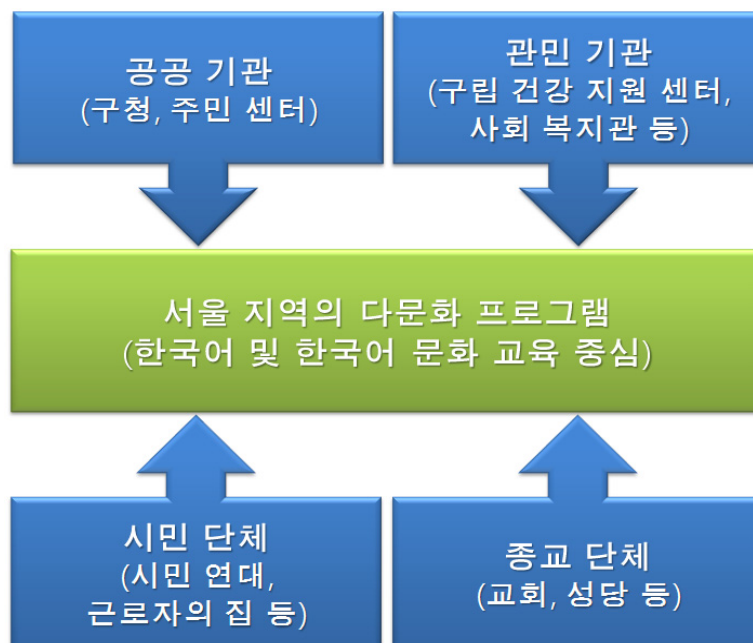 공공 기관
(구청, 주민 센터)
관민 기관
(구립 건강 지원 센터,
사회 복지관 등)
서울 지역의 다문화 프로그램
(한국어 및 한국어 문화 교육 중심)
시민 단체
(시민 연대,
근로자의 집 등)
종교 단체
(교회, 성당 등)